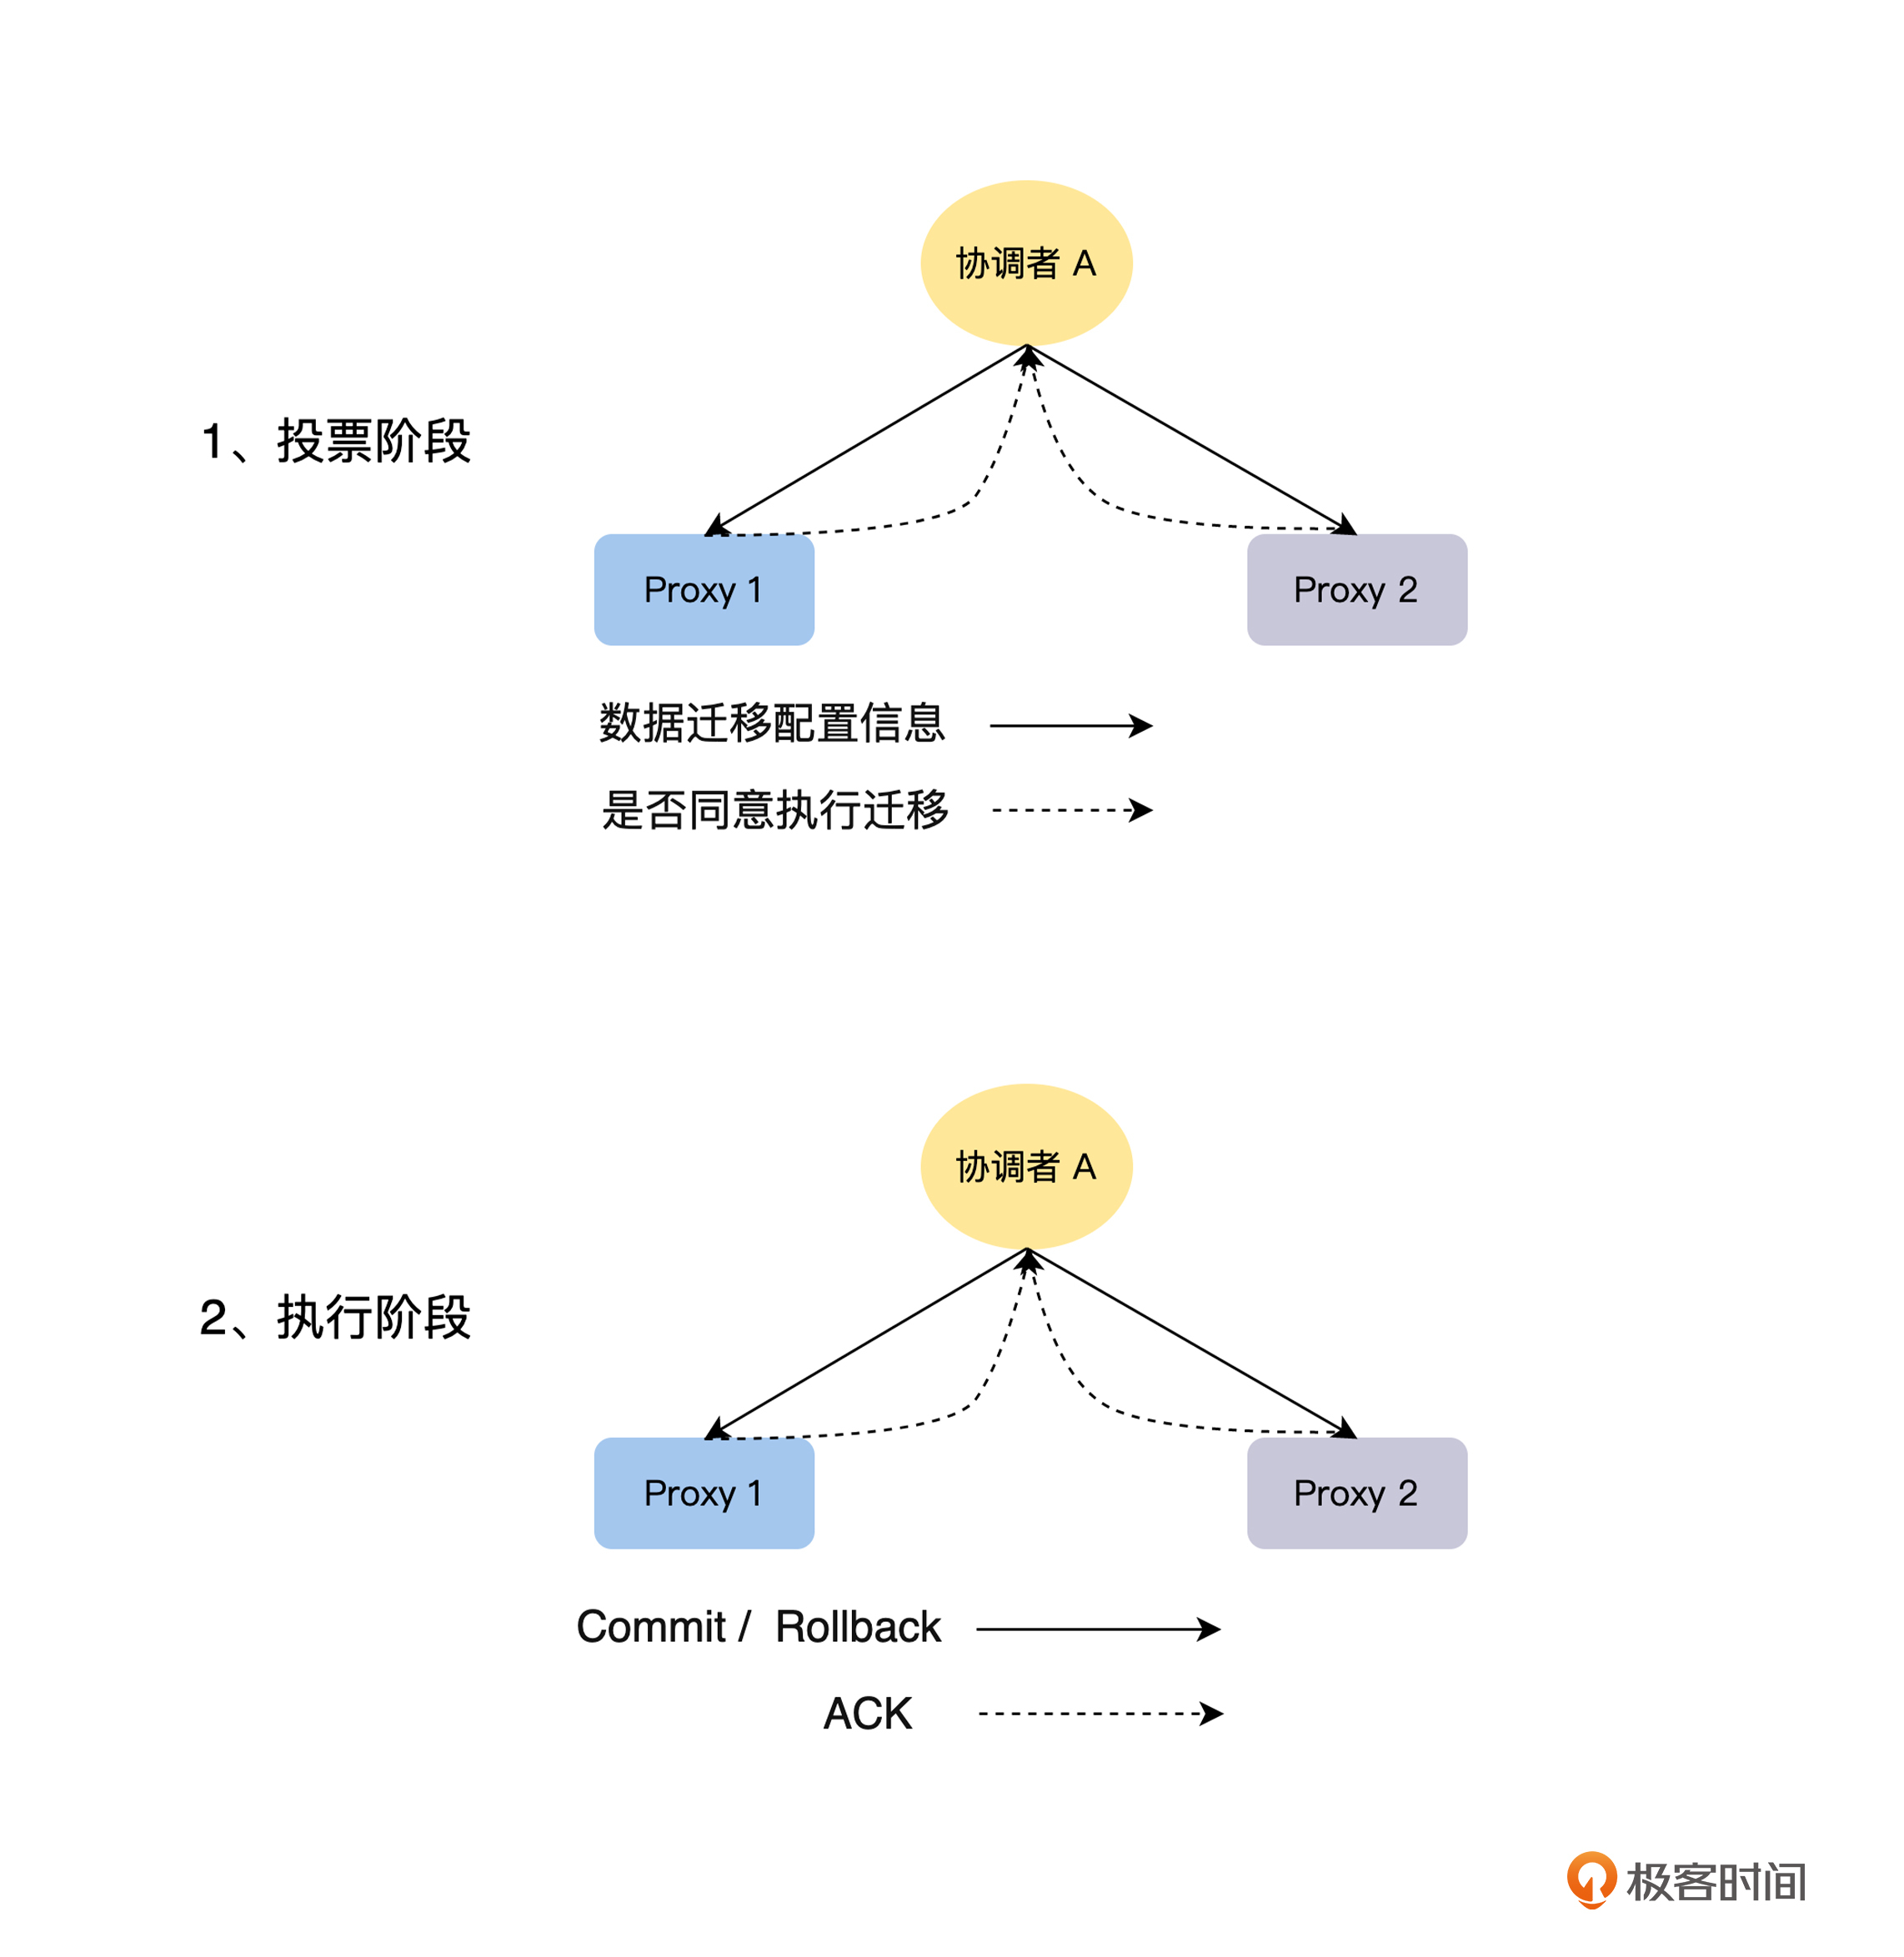 协调者 A
1、投票阶段
Proxy 1
Proxy 2
数据迁移配置信息
是否同意执行迁移
协调者 A
2、执行阶段
Proxy 1
Proxy 2
Commit / Rollback
ACK
极客时间